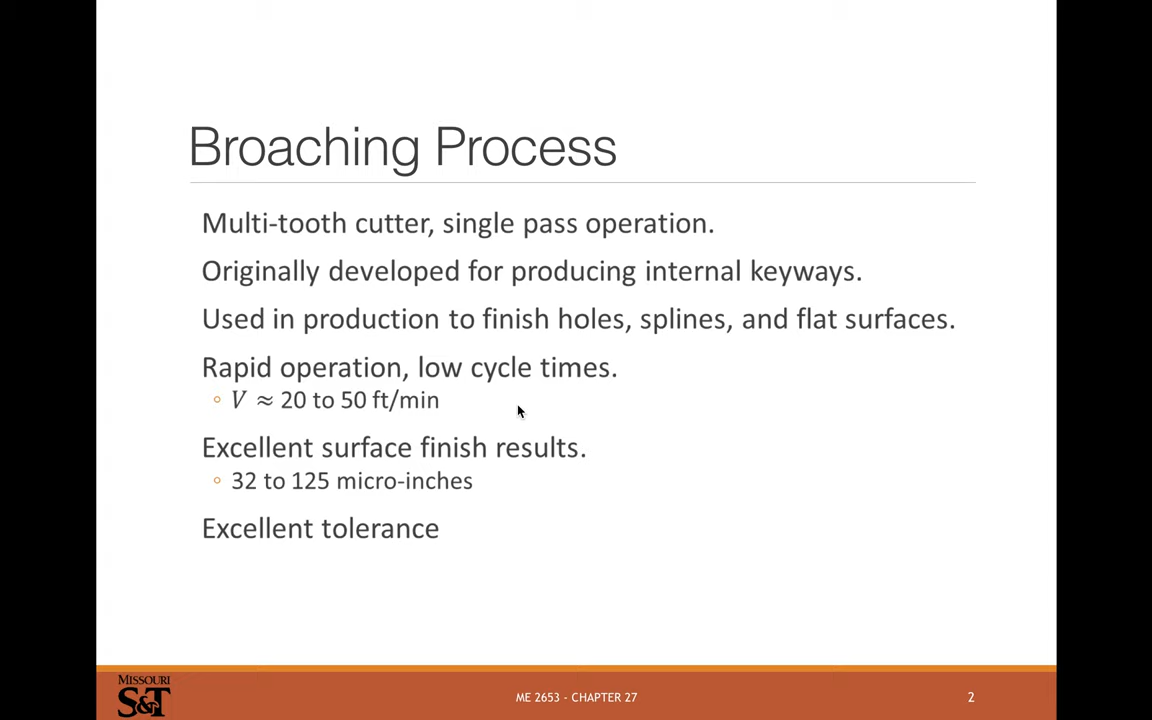 Broaching Process
Multi-tooth cutter, single pass operation.
Originally developed for producing internal keyways.
Used in production to finish holes, splines, and flat surfaces.
Rapid operation, low cycle times.
◦ V ≈ 20 to 50 ft/min
Excellent surface finish results.
◦ 32 to 125 micro-inches
Excellent tolerance
MISSOURI
S&T
ME 2653 - CHAPTER 27
2